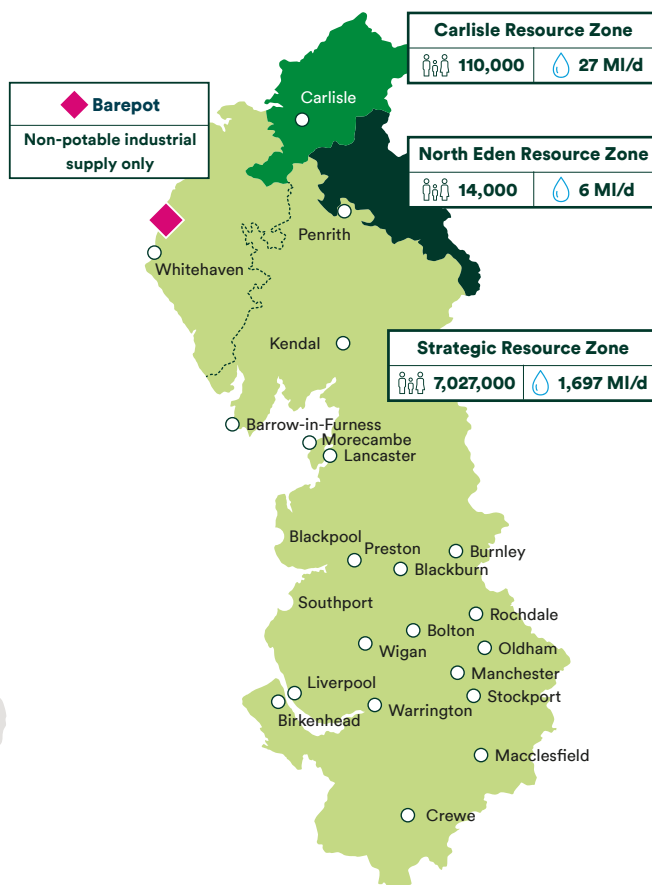 Carlisle Resource Zone
110,000
27 Ml/d
Barepot
Non-potable industrial
supply only
Carlisle
North Eden Resource Zone
14,000
6 Ml/d
Penrith
Whitehaven
Kendal
Strategic Resource Zone
7,027,000
1,697 Ml/d
Barrow-in-Furness
Morecambe
Lancaster
Blackpool
Preston
Burnley
Blackburn
Southport
Rochdale
Bolton
Wigan
Oldham
Manchester
Liverpool
Stockport
Birkenhead
Warrington
Macclesfield
Crewe